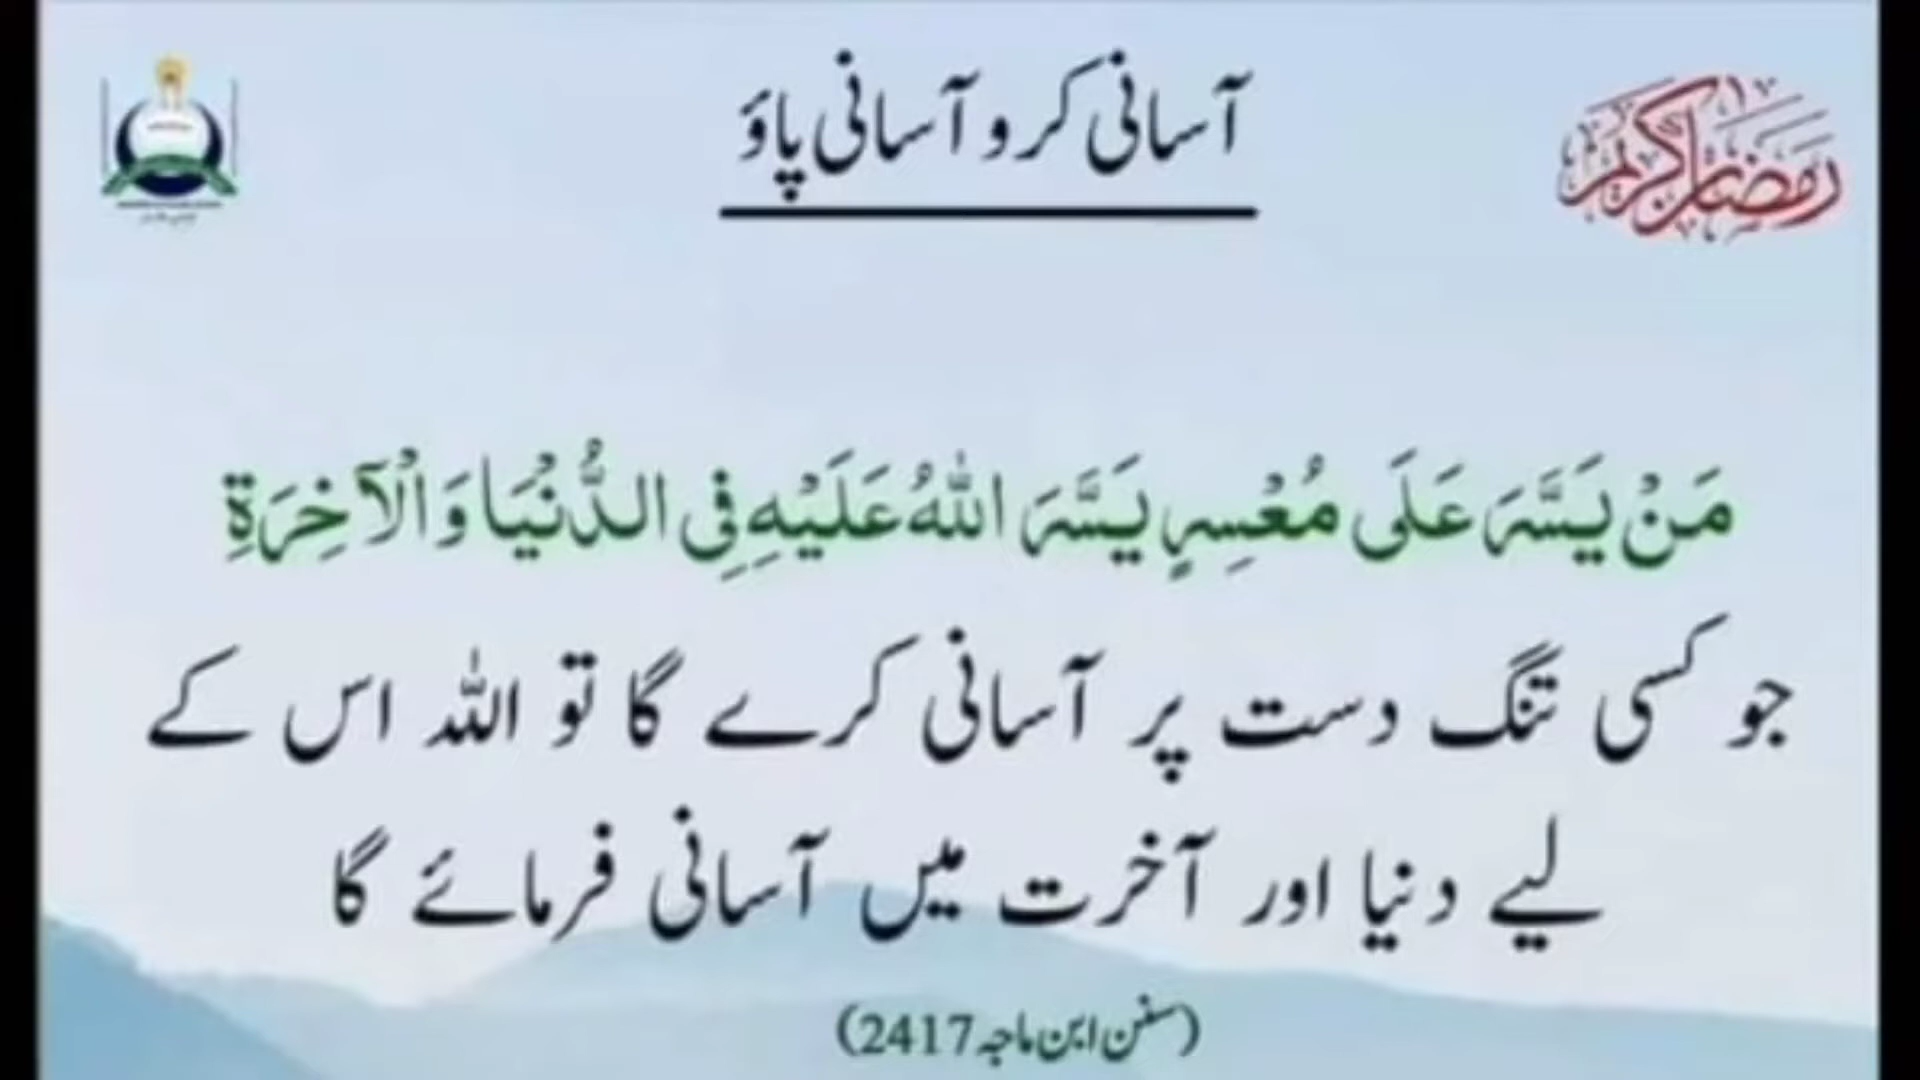 آسانی کرو آسانی پاؤ
رمضان كريم
مَنْ يَسَّرَ عَلَى مُعْسِرٍ يَسَّرَ اللهُ عَلَيْهِ فِی الدُّنْيَا وَالْآخِرَةِ
جو کسی تنگ دست پر آسانی کرے گا تو اللہ اس کے
لیے دنیا اور آخرت میں آسانی فرمائے گا
(سنن ابن ماجہ 2417)